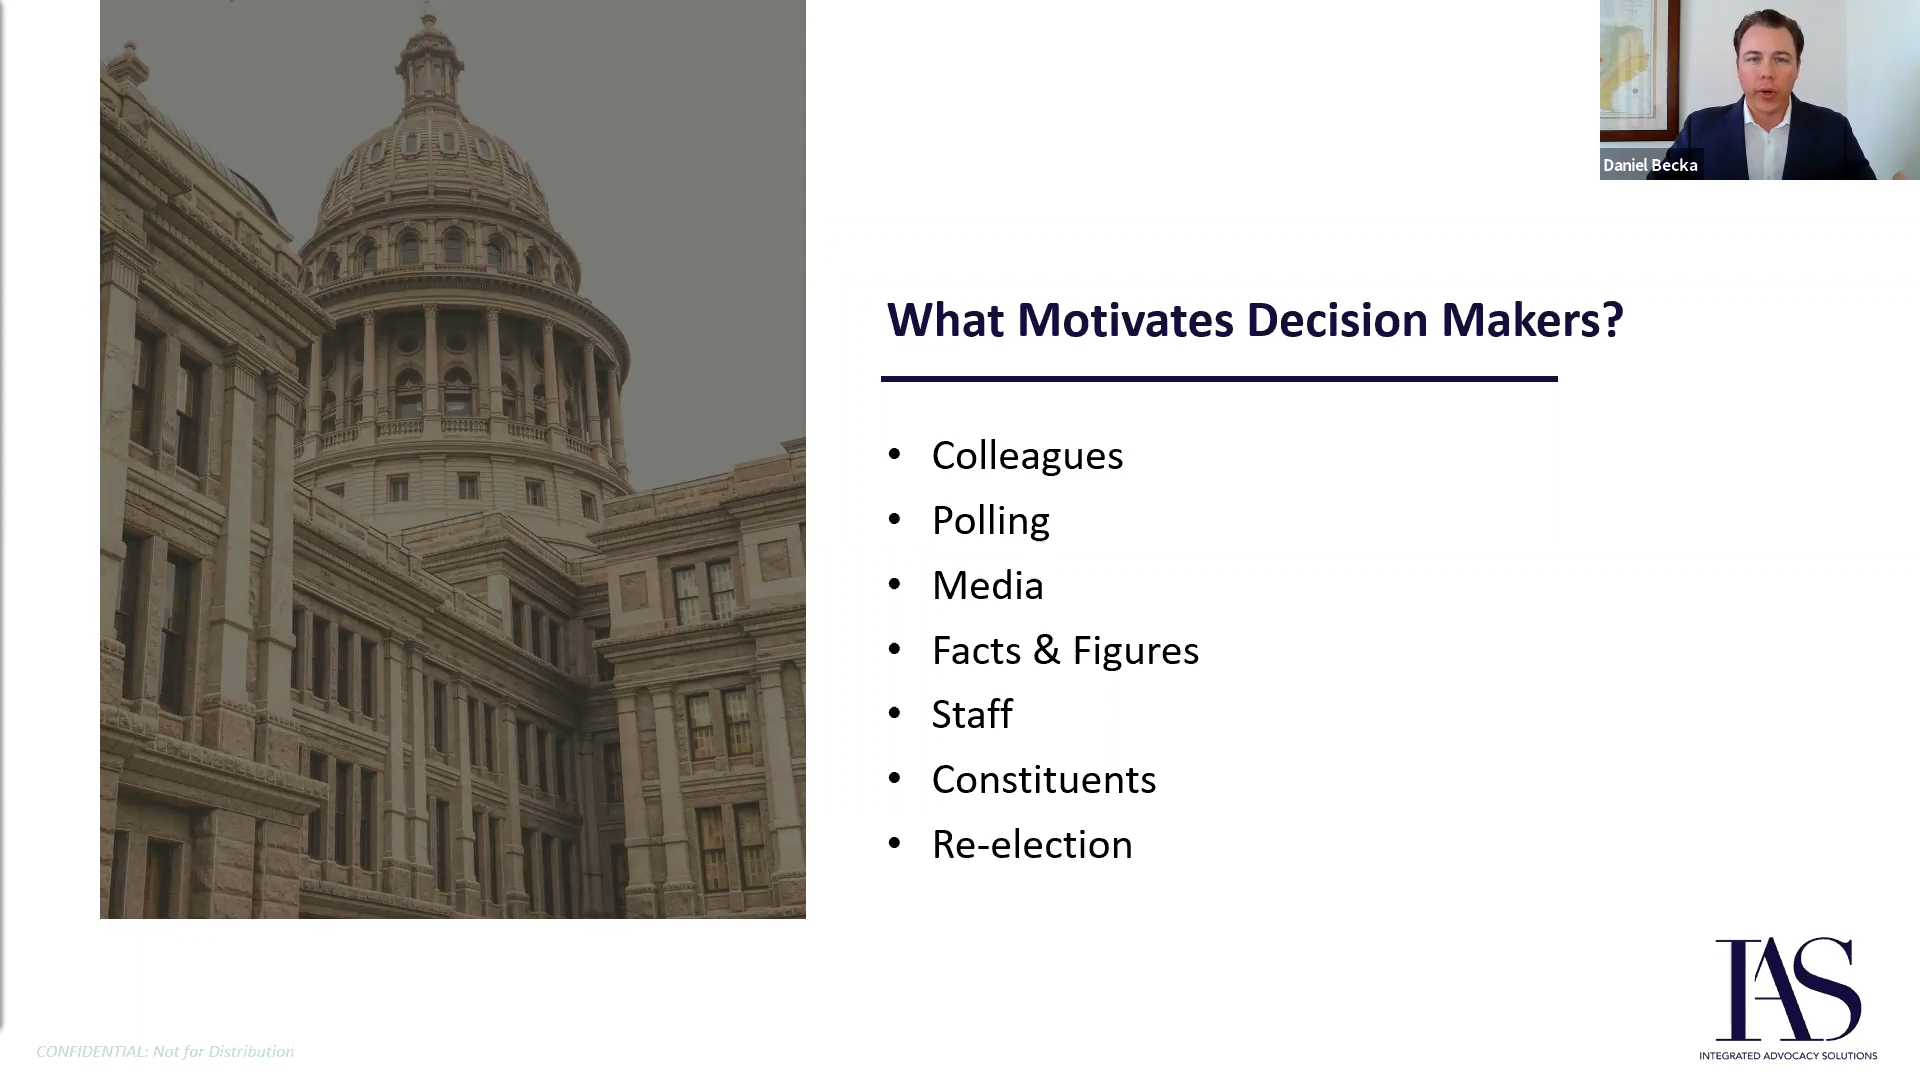 Daniel Becka
What Motivates Decision Makers?
• Colleagues
• Polling
• Media
• Facts & Figures
• Staff
• Constituents
• Re-election
IAS
INTEGRATED ADVOCACY SOLUTIONS
CONFIDENTIAL: Not for Distribution